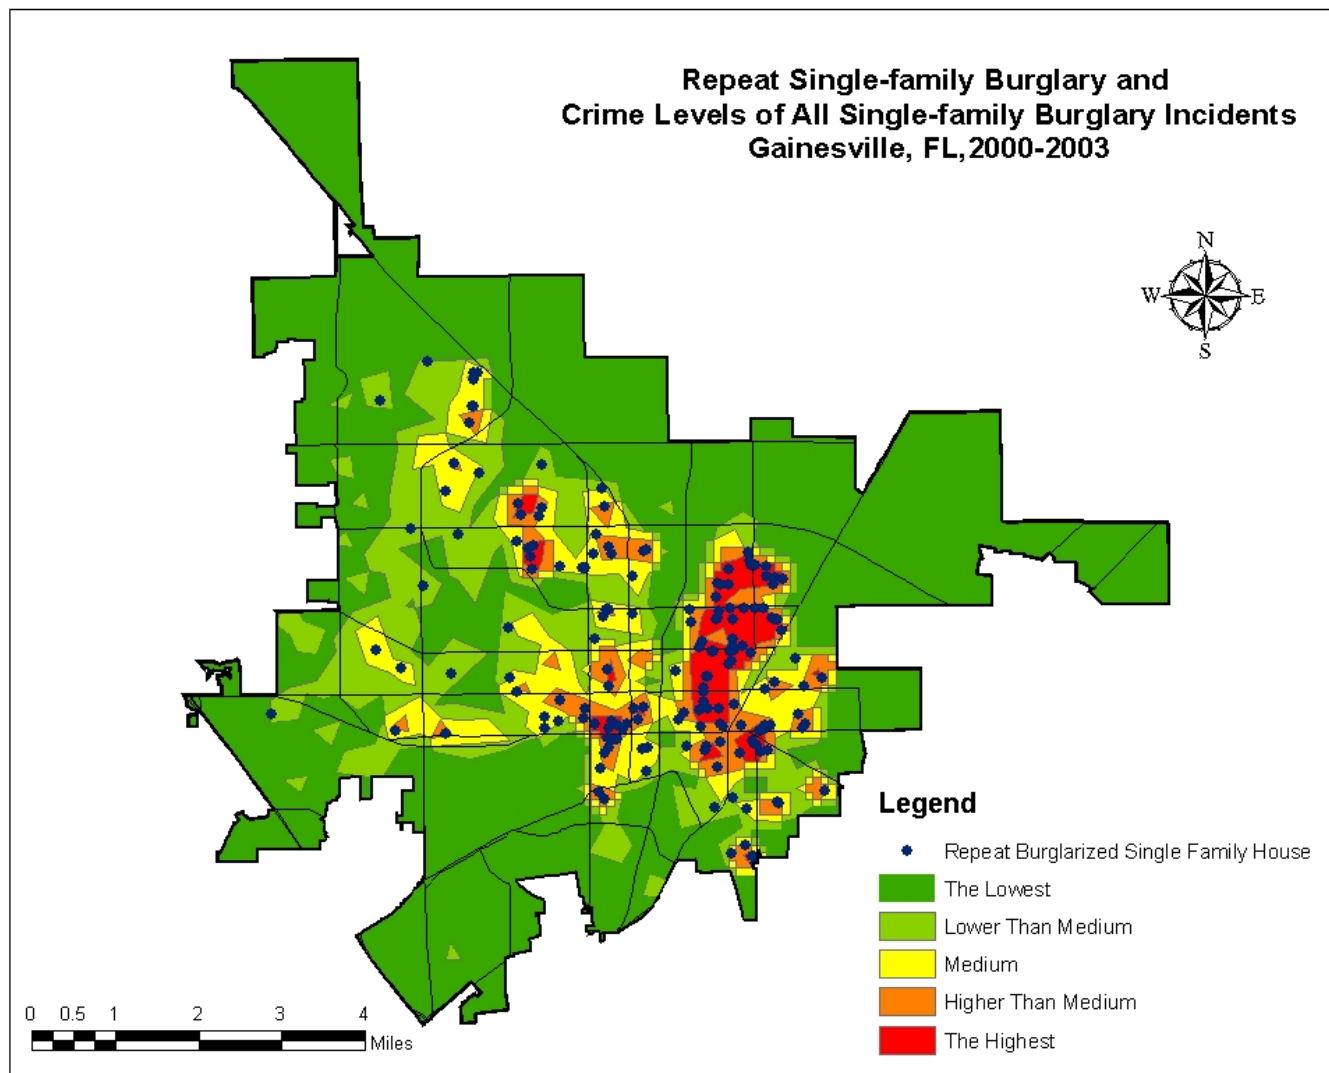 Repeat Single-family Burglary and
Crime Levels of All Single-family Burglary Incidents
Gainesville, FL,2000-2003
N
W E
S
Legend
Repeat Burglarized Single Family House
The Lowest
Lower Than Medium
Medium
Higher Than Medium
The Highest
0 0.5 1 2 3 4
Miles